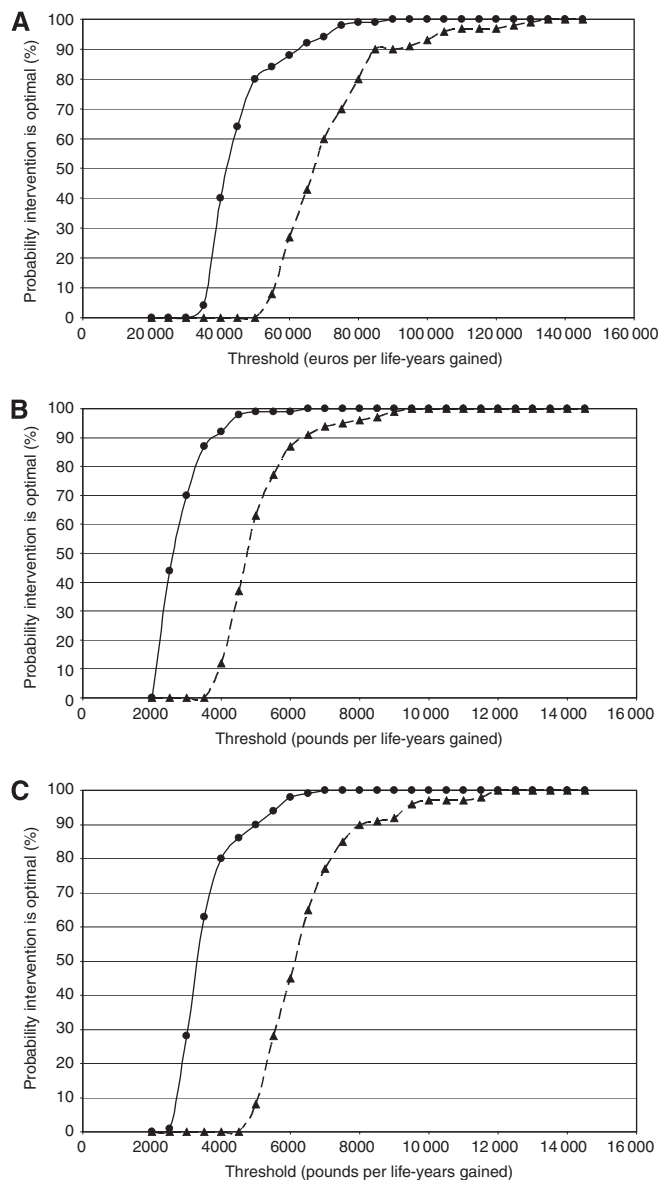 A
Probability intervention is optimal (%)
100
90
80
70
60
50
40
30
20
10
0
0 20 000 40 000 60 000 80 000 100 000 120 000 140 000 160 000
Threshold (euros per life-years gained)
B
Probability intervention is optimal (%)
100
90
80
70
60
50
40
30
20
10
0
0 2000 4000 6000 8000 10 000 12 000 14 000 16 000
Threshold (pounds per life-years gained)
C
Probability intervention is optimal (%)
100
90
80
70
60
50
40
30
20
10
0
0 2000 4000 6000 8000 10 000 12 000 14 000 16 000
Threshold (pounds per life-years gained)